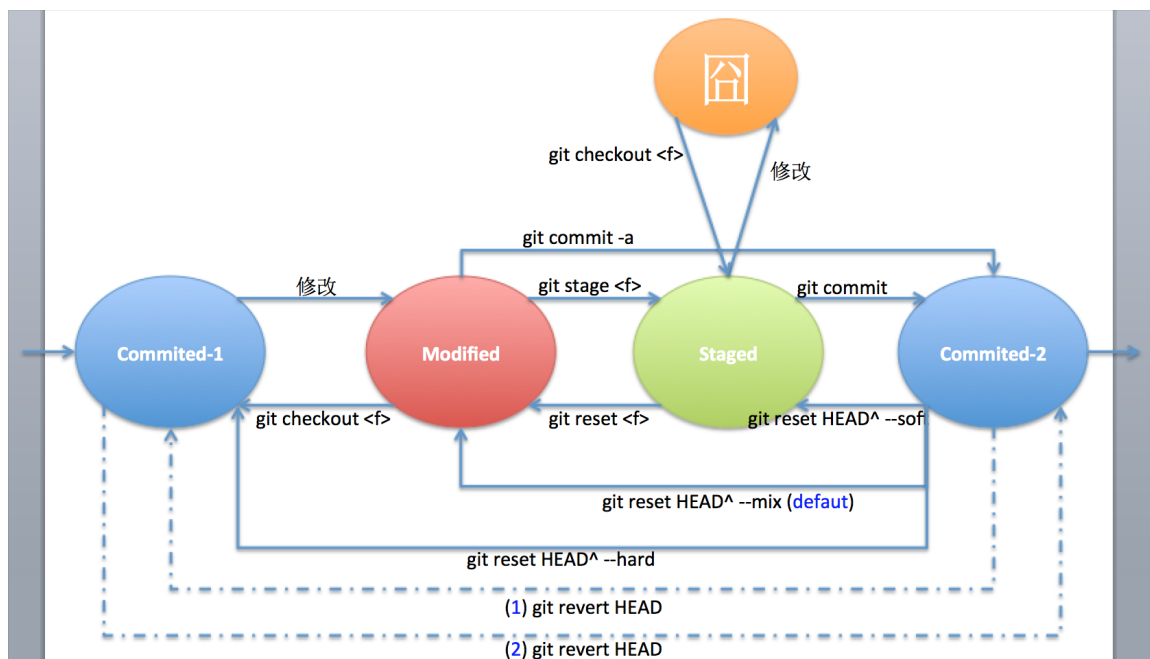 囧
git checkout <f>
修改
git commit -a
修改
git stage <f>
git commit
Commited-1
Modified
Staged
Commited-2
git checkout <f>
git reset <f>
git reset HEAD^ --soft
git reset HEAD^ --mix (defaut)
git reset HEAD^ --hard
(1) git revert HEAD
(2) git revert HEAD